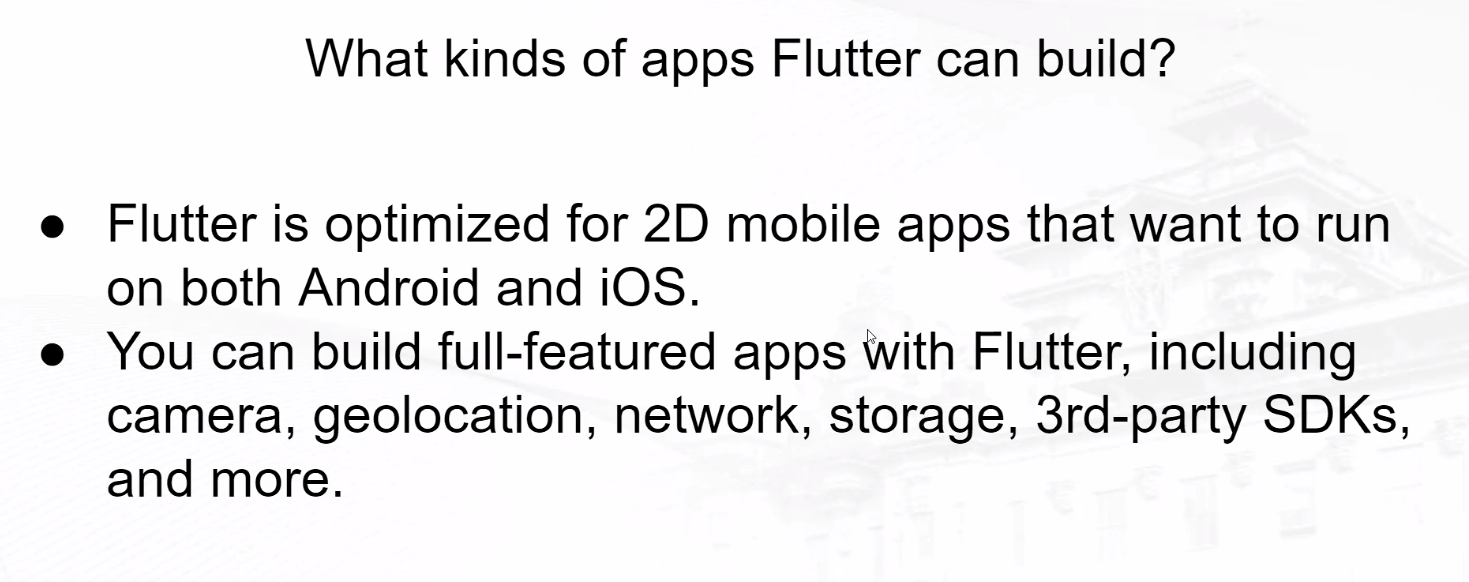 What kinds of apps Flutter can build?
● Flutter is optimized for 2D mobile apps that want to run
on both Android and iOS.
● You can build full-featured apps with Flutter, including
camera, geolocation, network, storage, 3rd-party SDKs,
and more.